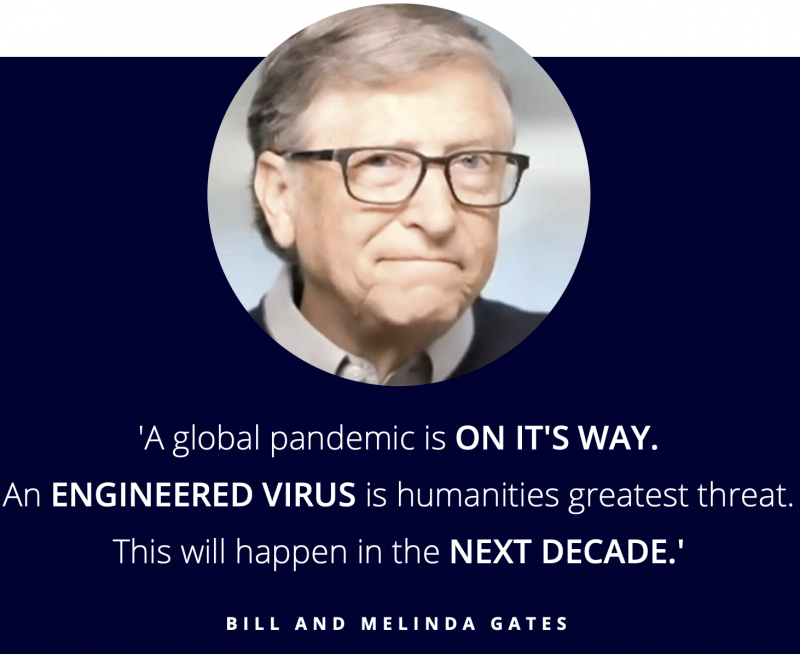 'A global pandemic is ON IT'S WAY.
An ENGINEERED VIRUS is humanities greatest threat.
This will happen in the NEXT DECADE.'
BILL AND MELINDA GATES